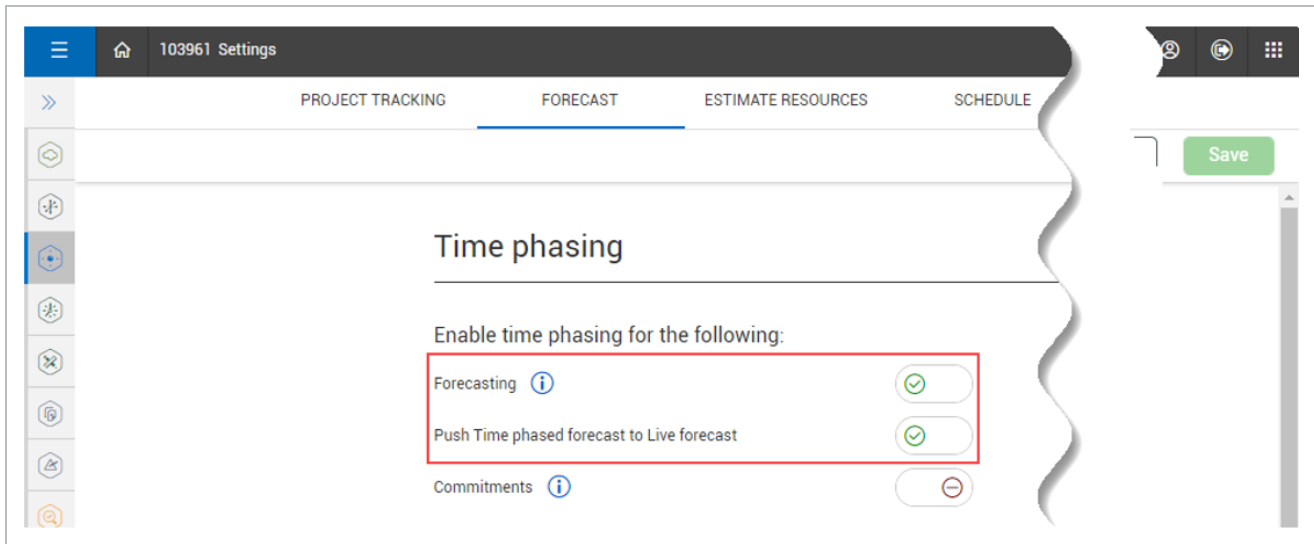 103961 Settings
PROJECT TRACKING FORECAST ESTIMATE RESOURCES SCHEDULE
Save
Time phasing
Enable time phasing for the following:
Forecasting
Push Time phased forecast to Live forecast
Commitments